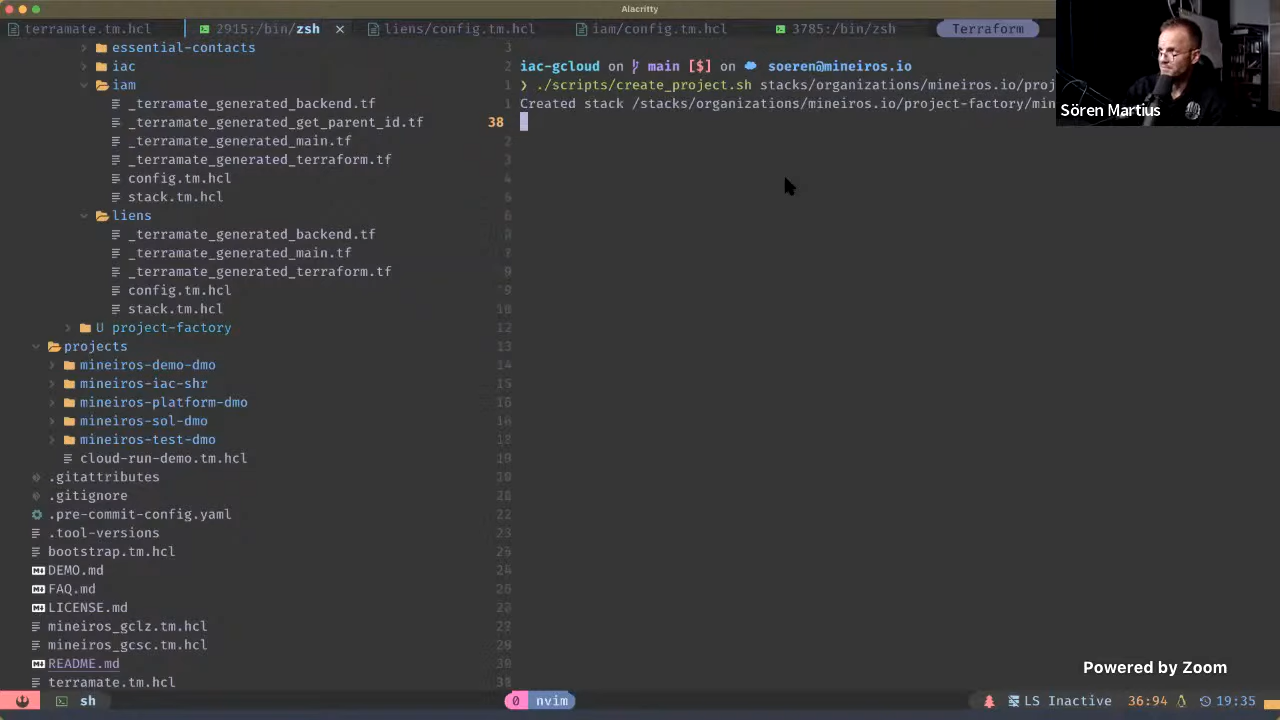 Alacritty
terramate.tm.hcl
2915:/bin/zsh
liens/config.tm.hcl
iam/config.tm.hcl
3785:/bin/zsh
Terraform
essential-contacts
iac
iam
_terramate_generated_backend.tf
_terramate_generated_get_parent_id.tf
_terramate_generated_main.tf
_terramate_generated_terraform.tf
config.tm.hcl
stack.tm.hcl
liens
_terramate_generated_backend.tf
_terramate_generated_main.tf
_terramate_generated_terraform.tf
config.tm.hcl
stack.tm.hcl
U project-factory
projects
mineiros-demo-dmo
mineiros-iac-shr
mineiros-platform-dmo
mineiros-sol-dmo
mineiros-test-dmo
cloud-run-demo.tm.hcl
.gitattributes
.gitignore
.pre-commit-config.yaml
.tool-versions
bootstrap.tm.hcl
DEMO.md
FAQ.md
LICENSE.md
mineiros_gclz.tm.hcl
mineiros_gcsc.tm.hcl
README.md
terramate.tm.hcl
3
2 iac-gcloud on main [$] on soeren@mineiros.io
1 ❯ ./scripts/create_project.sh stacks/organizations/mineiros.io/proj
1 Created stack /stacks/organizations/mineiros.io/project-factory/min
38
2
3
4
Sören Martius
Powered by Zoom
sh
0 nvim
LS Inactive 36:94 19:35